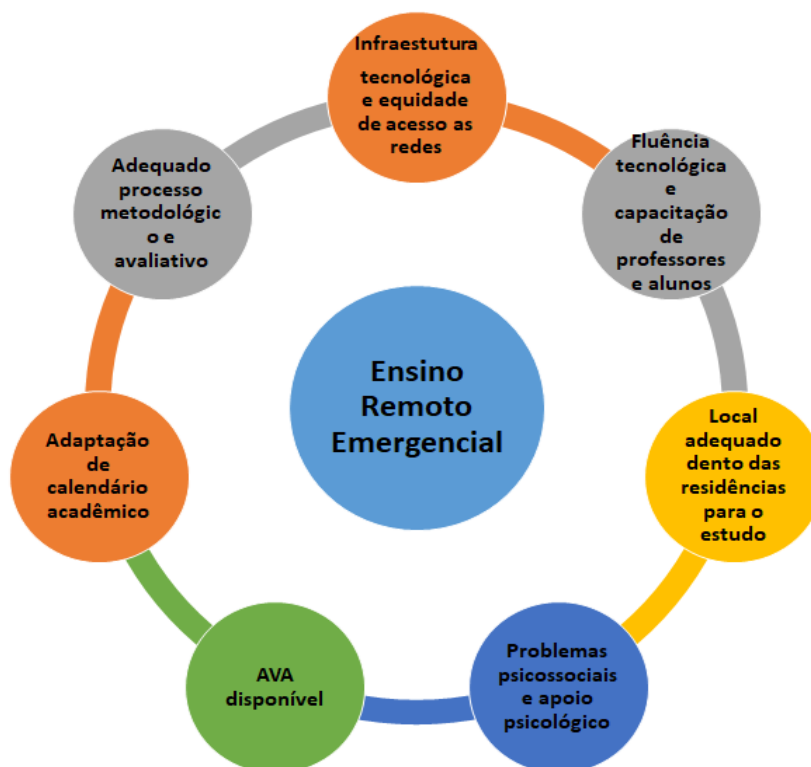 Infraestutura
tecnológica
e equidade
de acesso as
redes
Fluência
tecnológica
e
capacitação
de
professores
e alunos
Local
adequado
dento das
residências
para o
estudo
Problemas
psicossociais
e apoio
psicológico
AVA
disponível
Adaptação
de
calendário
acadêmico
Adequado
processo
metodológic
o e
avaliativo
Ensino
Remoto
Emergencial